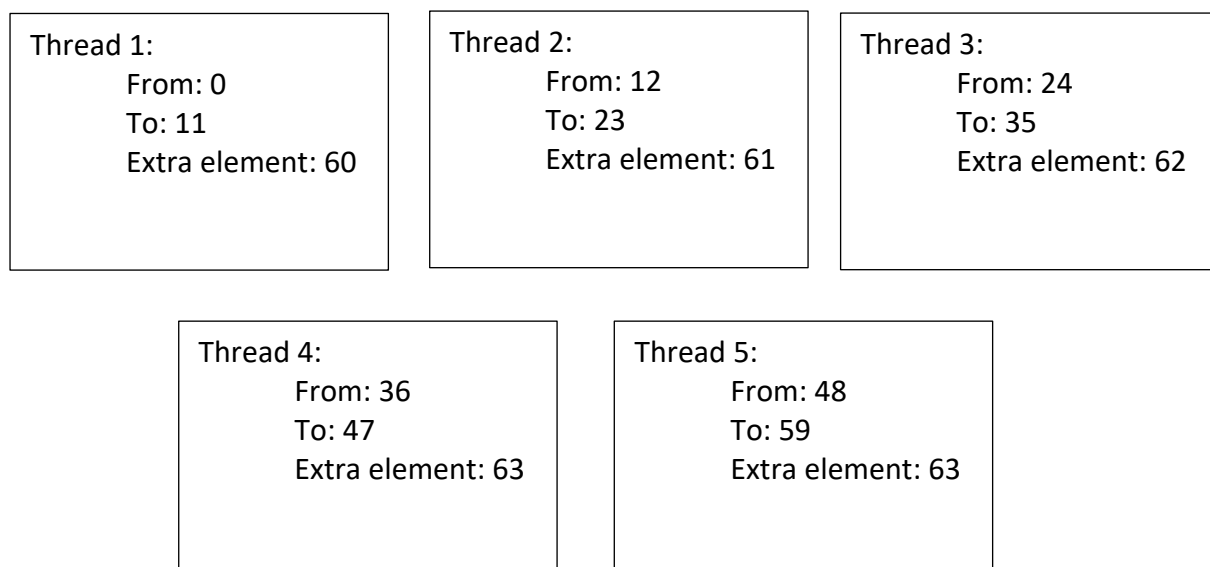 Thread 1:
From: 0
To: 11
Extra element: 60
Thread 2:
From: 12
To: 23
Extra element: 61
Thread 3:
From: 24
To: 35
Extra element: 62
Thread 4:
From: 36
To: 47
Extra element: 63
Thread 5:
From: 48
To: 59
Extra element: 63